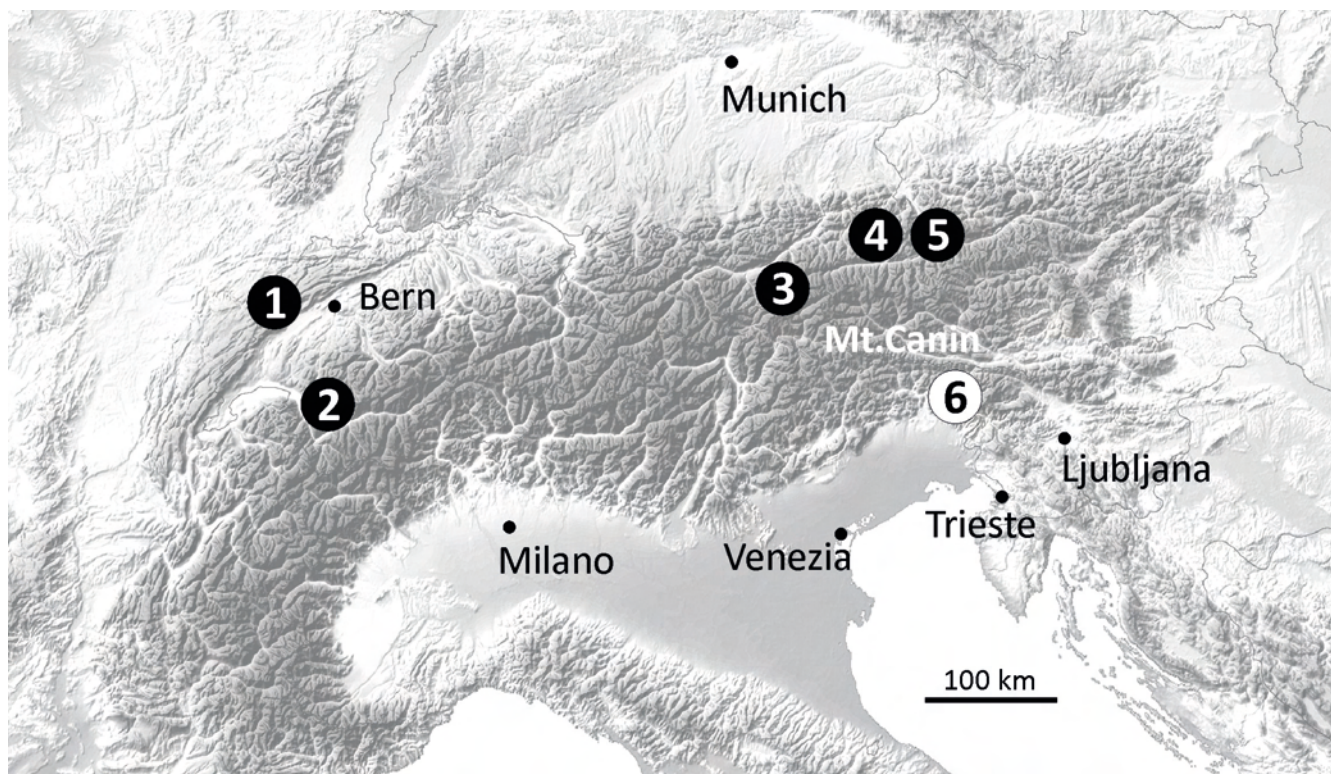 Munich
4 5
3
1 Bern
Mt.Canin
2 6
Ljubljana
Trieste
Milano
Venezia
100 km